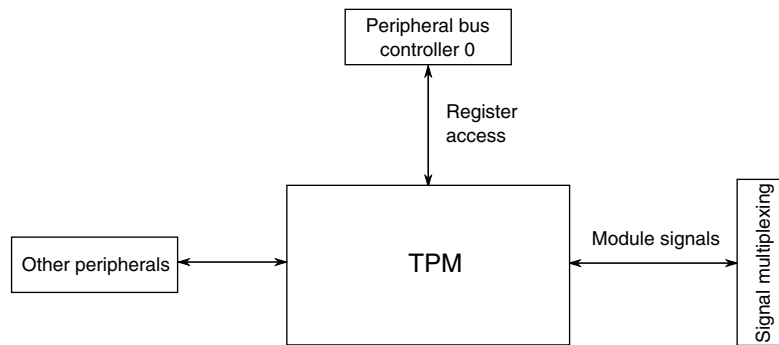 Peripheral bus
controller 0
Register
access
Other peripherals
TPM
Module signals
Signal multiplexing